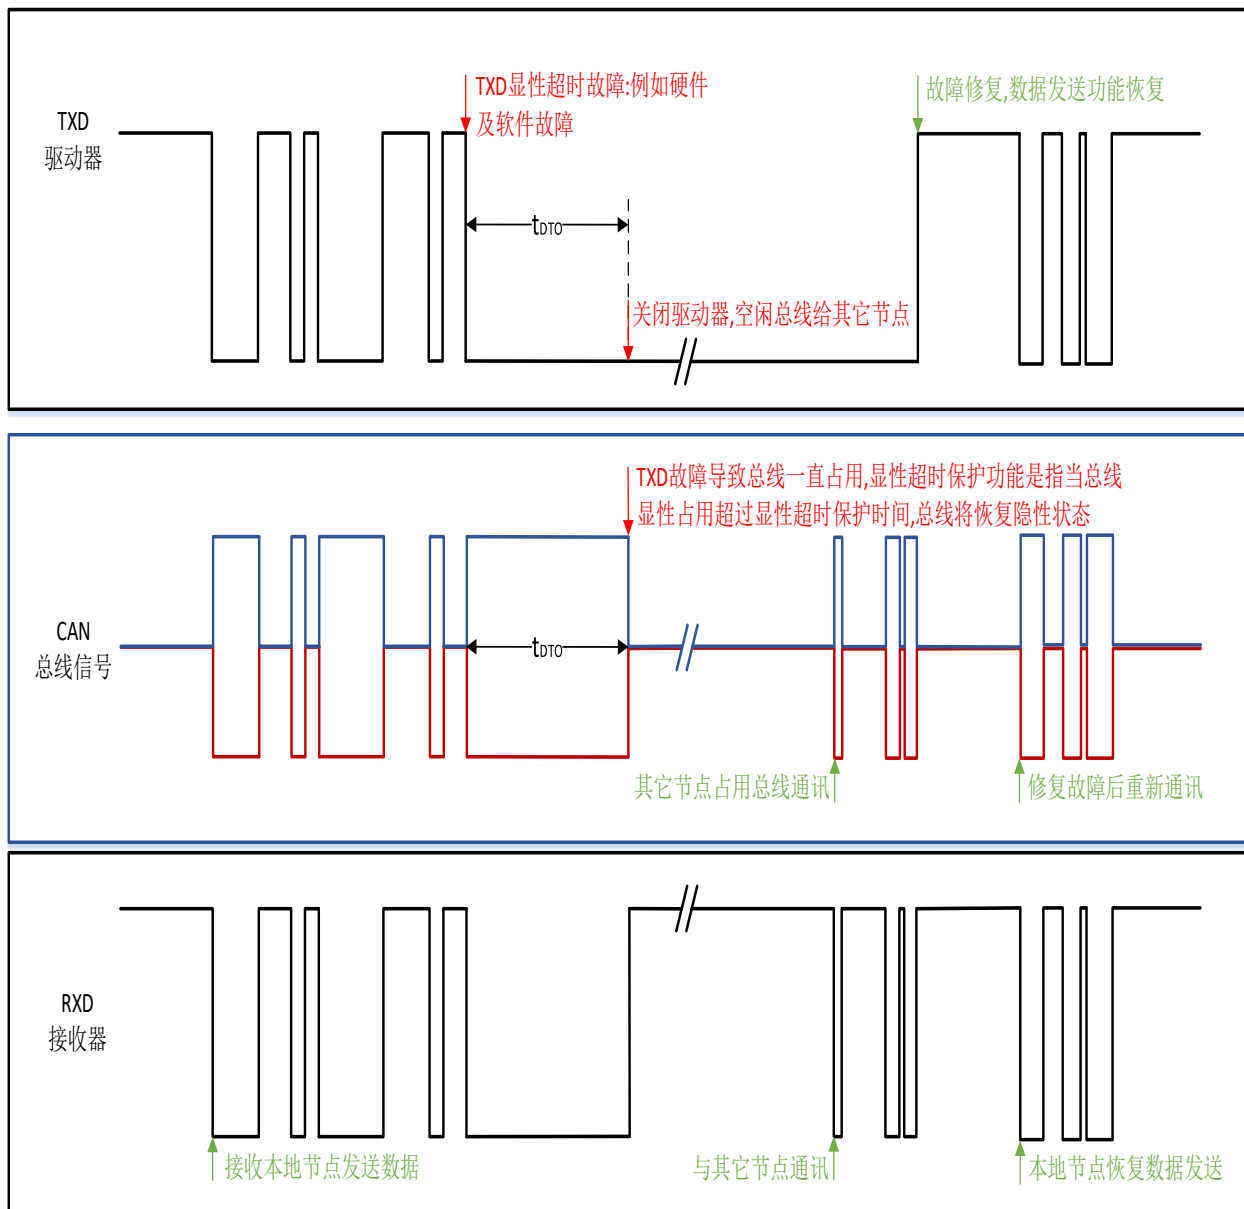 TXD显性超时故障:例如硬件
及软件故障
故障修复,数据发送功能恢复
TXD
驱动器
tDTO
关闭驱动器,空闲总线给其它节点
TXD故障导致总线一直占用,显性超时保护功能是指当总线
显性占用超过显性超时保护时间,总线将恢复隐性状态
CAN
总线信号
tDTO
其它节点占用总线通讯
修复故障后重新通讯
RXD
接收器
接收本地节点发送数据
与其它节点通讯
本地节点恢复数据发送